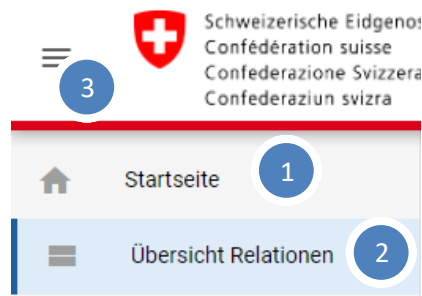 Schweizerische Eidgenos
Confédération suisse
Confederazione Svizzera
Confederaziun svizra
3
Startseite 1
Übersicht Relationen 2